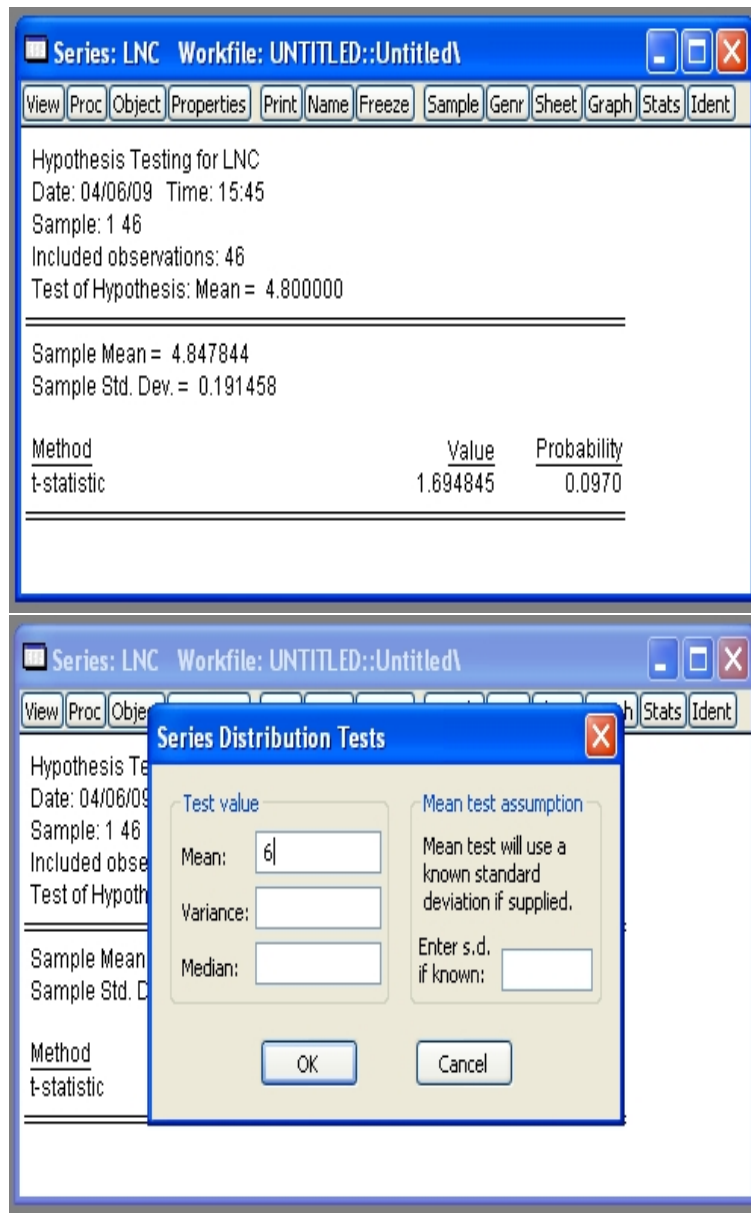 Series: LNC Workfile: UNTITLED::Untitled\
View Proc Object Properties Print Name Freeze Sample Genr Sheet Graph Stats Ident
Hypothesis Testing for LNC
Date: 04/06/09 Time: 15:45
Sample: 1 46
Included observations: 46
Test of Hypothesis: Mean = 4.800000
Sample Mean = 4.847844
Sample Std. Dev. = 0.191458
Method Value Probability
t-statistic 1.694845 0.0970
Series: LNC Workfile: UNTITLED::Untitled\
View Proc Obje h Stats Ident
Series Distribution Tests
Hypothesis Te
Date: 04/06/09
Sample: 1 46
Included obse
Test of Hypoth
Sample Mean
Sample Std. D
Method
t-statistic
Test value
Mean: 6
Variance:
Median:
Mean test assumption
Mean test will use a
known standard
deviation if supplied.
Enter s.d.
if known:
OK Cancel